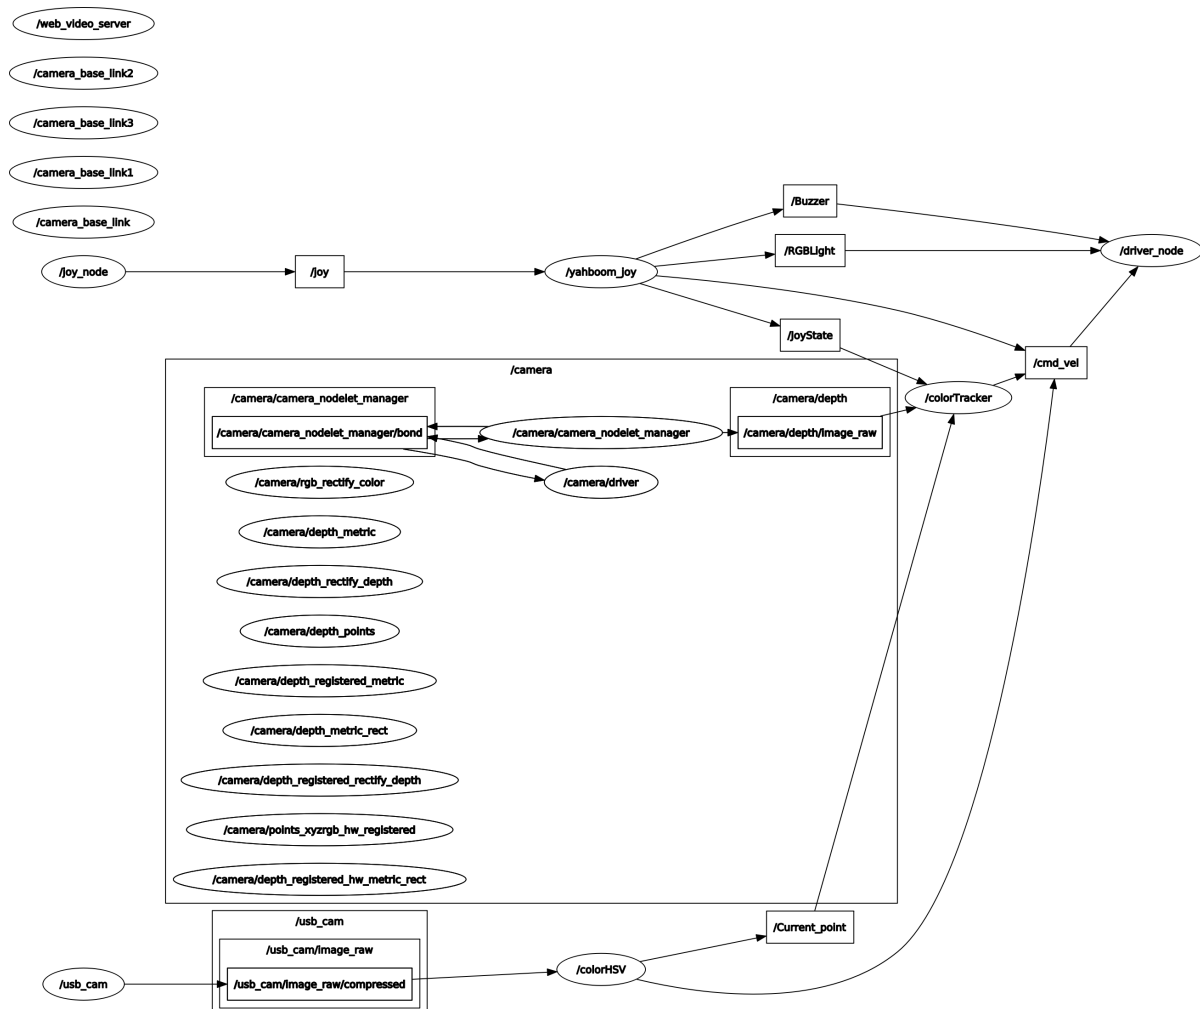 /web_video_server
/camera_base_link2
/camera_base_link3
/camera_base_link1
/camera_base_link
/joy_node
/joy
/yahboom_joy
/Buzzer
/RGBLight
/driver_node
/JoyState
/cmd_vel
/camera
/colorTracker
/camera/camera_nodelet_manager
/camera/camera_nodelet_manager/bond
/camera/camera_nodelet_manager
/camera/depth
/camera/depth/image_raw
/camera/rgb_rectify_color
/camera/driver
/camera/depth_metric
/camera/depth_rectify_depth
/camera/depth_points
/camera/depth_registered_metric
/camera/depth_metric_rect
/camera/depth_registered_rectify_depth
/camera/points_xyzrgb_hw_registered
/camera/depth_registered_hw_metric_rect
/usb_cam
/usb_cam/image_raw
/usb_cam/image_raw/compressed
/usb_cam
/colorHSV
/Current_point